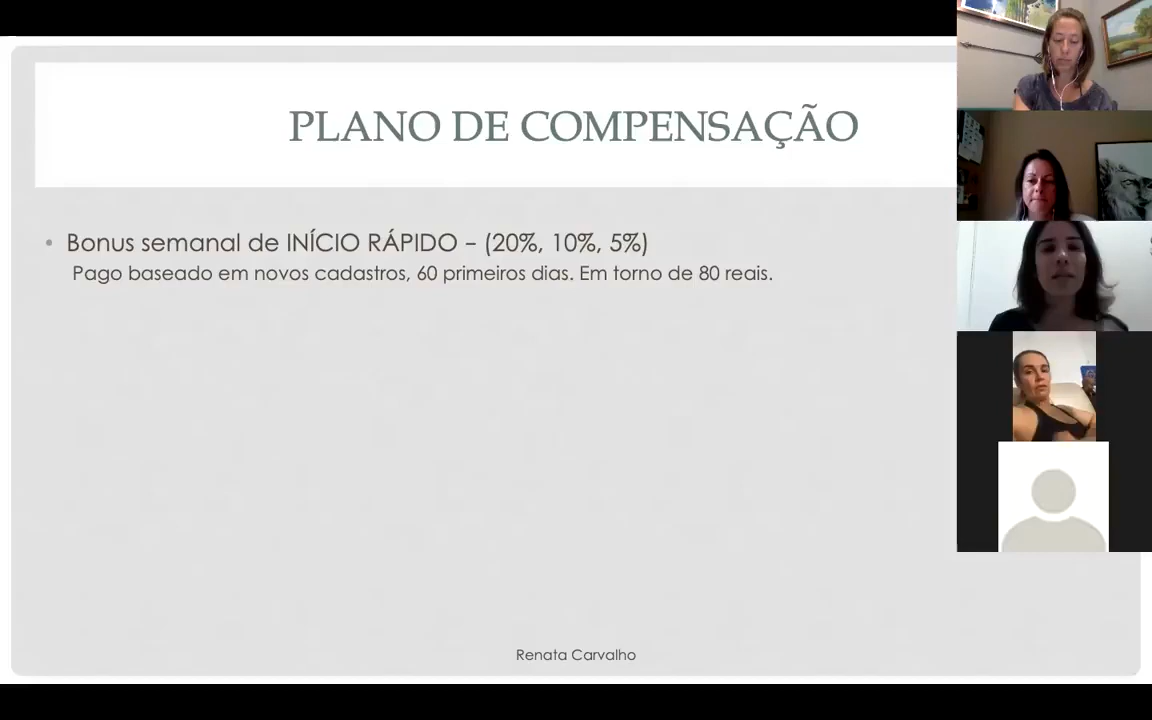 PLANO DE COMPENSAÇÃO
• Bonus semanal de INÍCIO RÁPIDO – (20%, 10%, 5%)
Pago baseado em novos cadastros, 60 primeiros dias. Em torno de 80 reais.
Renata Carvalho